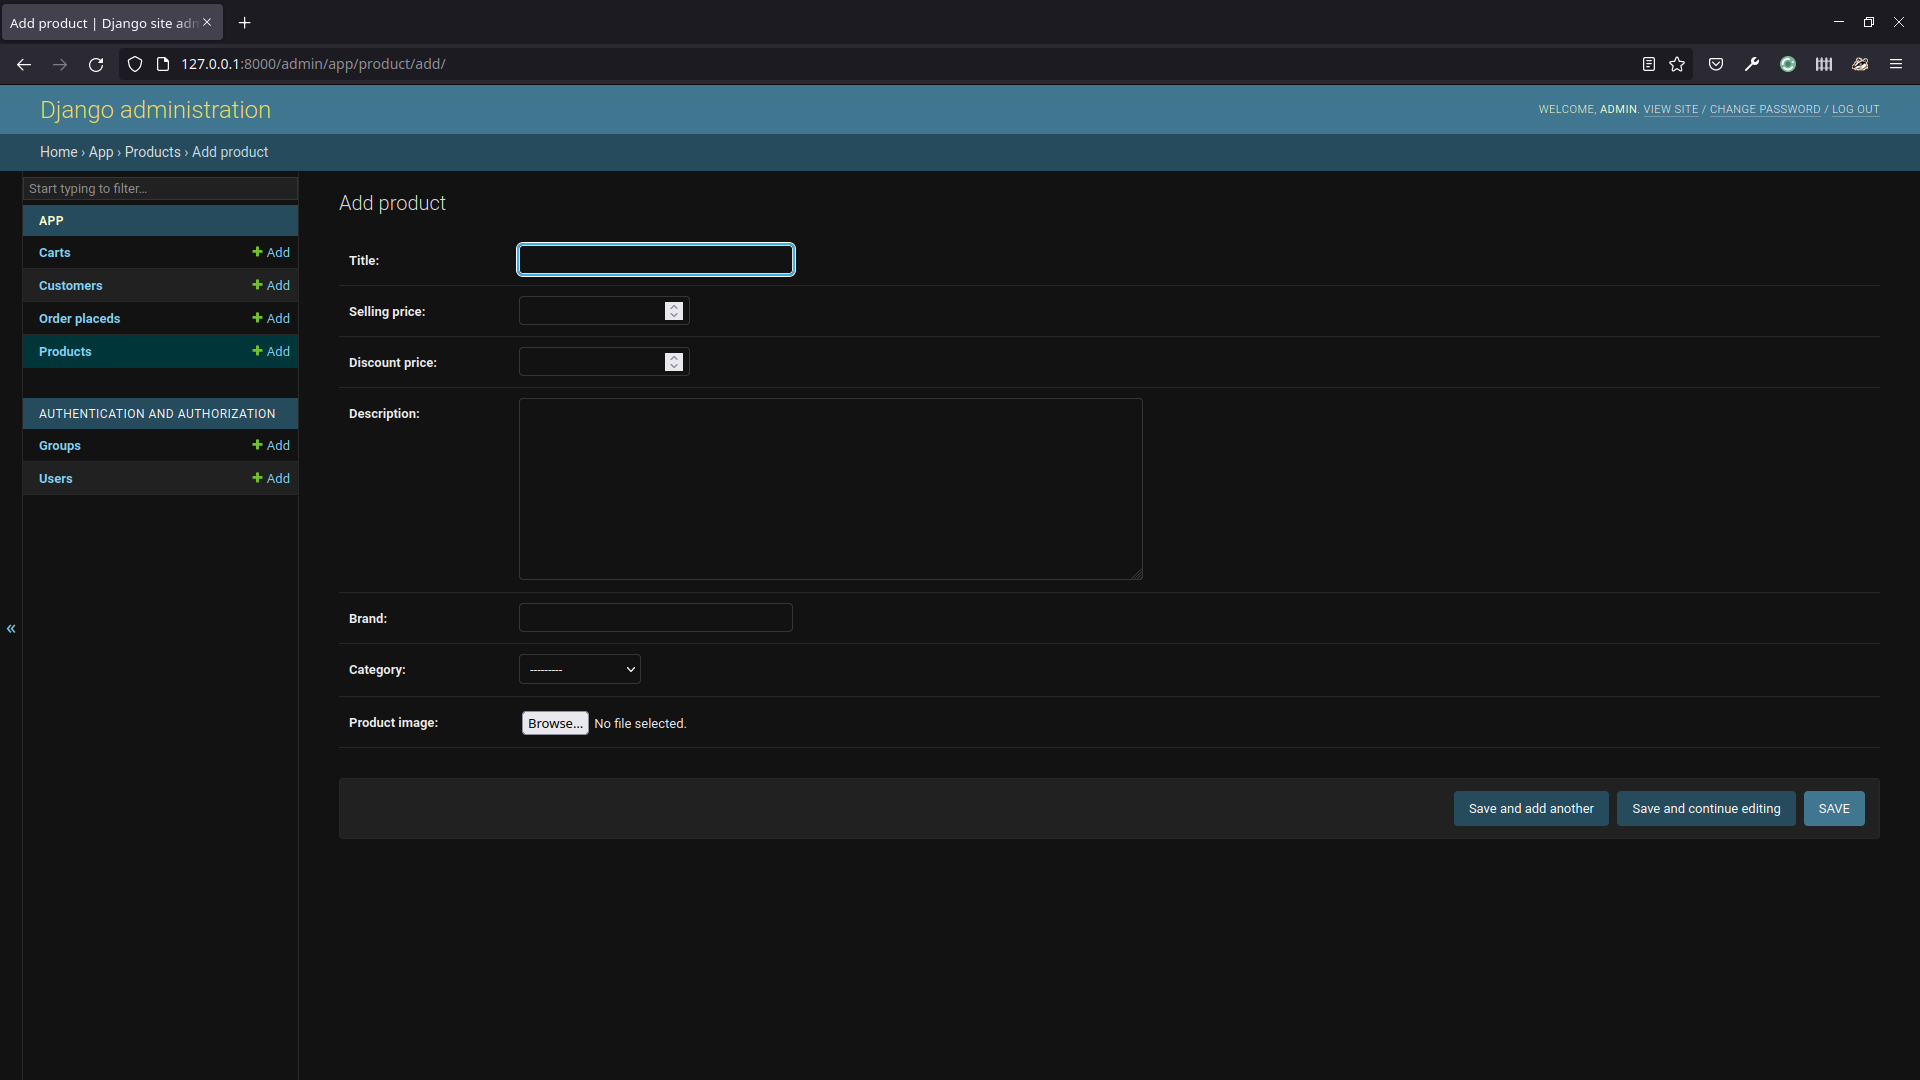 Add product | Django site adn
127.0.0.1:8000/admin/app/product/add/
Django administration
WELCOME, ADMIN. VIEW SITE / CHANGE PASSWORD / LOG OUT
Home › App › Products › Add product
Start typing to filter…
APP
Carts + Add
Customers + Add
Order placeds + Add
Products + Add
AUTHENTICATION AND AUTHORIZATION
Groups + Add
Users + Add
«
Add product
Title:
Selling price:
Discount price:
Description:
Brand:
Category: ---------
Product image: Browse… No file selected.
Save and add another Save and continue editing SAVE